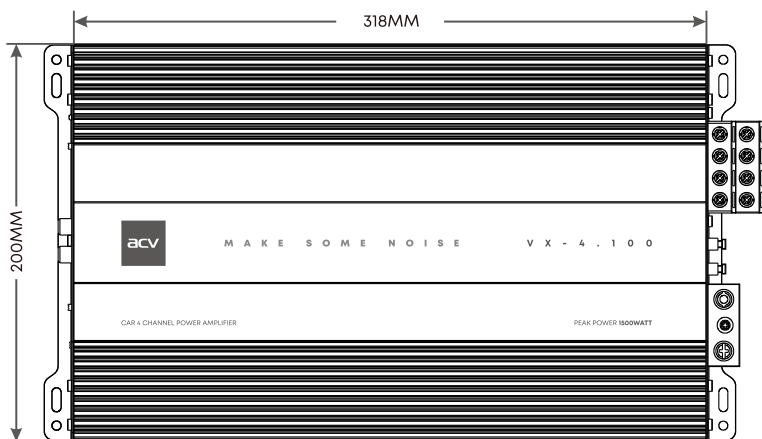 318MM
200MM
acv
MAKE SOME NOISE
VX-4.100
CAR 4 CHANNEL POWER AMPLIFIER
PEAK POWER 1500WATT